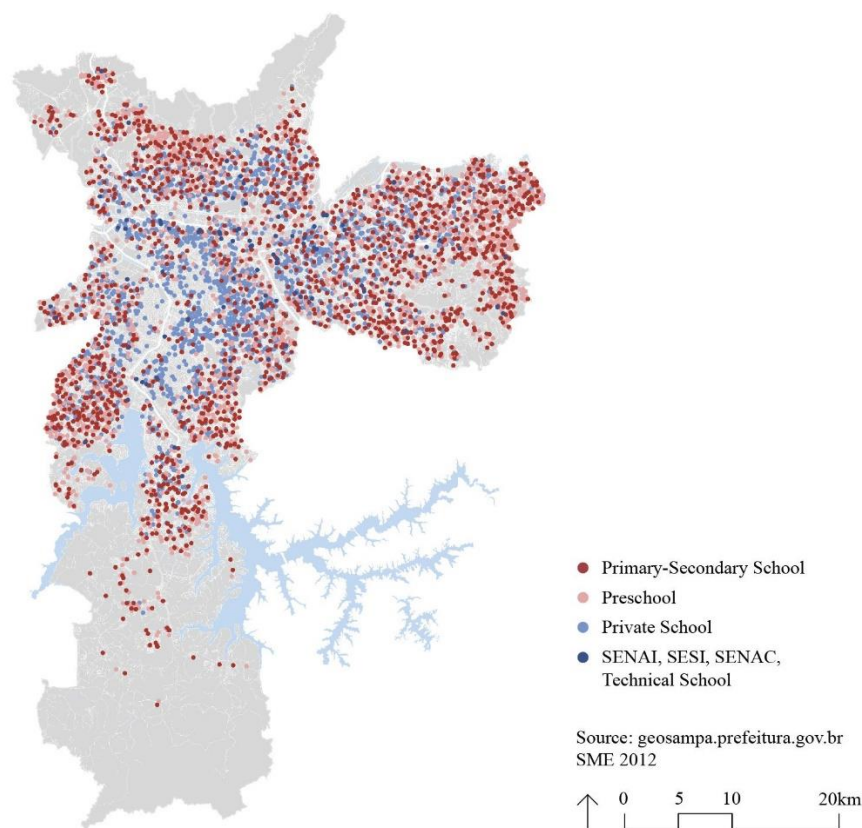 Primary-Secondary School
Preschool
Private School
SENAI, SESI, SENAC,
Technical School
Source: geosampa.prefeitura.gov.br
SME 2012
0 5 10 20km